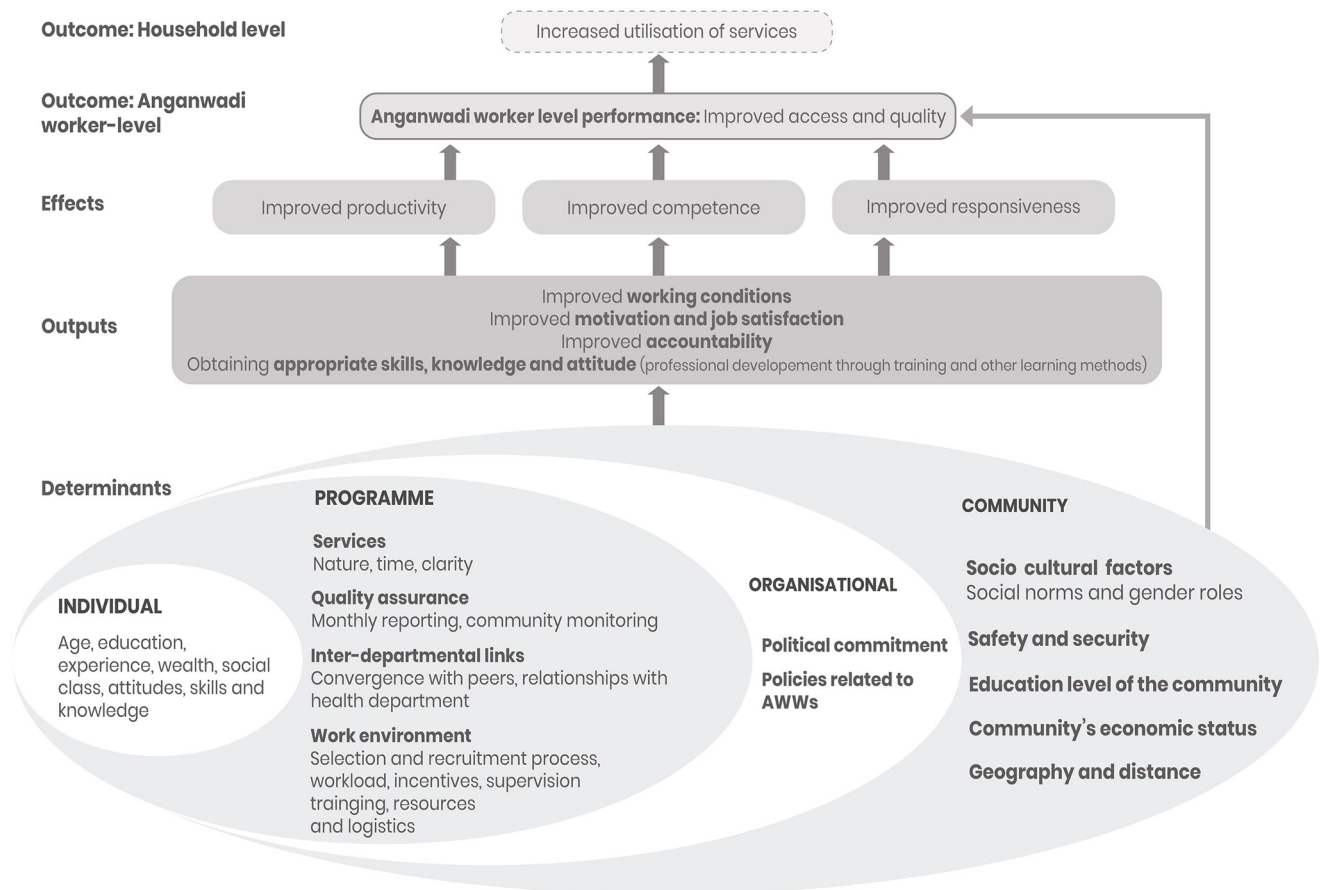 Outcome: Household level
Increased utilisation of services
Outcome: Anganwadi
worker-level
Anganwadi worker level performance: Improved access and quality
Effects
Improved productivity
Improved competence
Improved responsiveness
Outputs
Improved working conditions
Improved motivation and job satisfaction
Improved accountability
Obtaining appropriate skills, knowledge and attitude (professional developement through training and other learning methods)
Determinants
INDIVIDUAL
Age, education,
experience, wealth, social
class, attitudes, skills and
knowledge
PROGRAMME
Services
Nature, time, clarity
Quality assurance
Monthly reporting, community monitoring
Inter-departmental links
Convergence with peers, relationships with
health department
Work environment
Selection and recruitment process,
workload, incentives, supervision
trainging, resources
and logistics
ORGANISATIONAL
Political commitment
Policies related to
AWWs
COMMUNITY
Socio cultural factors
Social norms and gender roles
Safety and security
Education level of the community
Community's economic status
Geography and distance